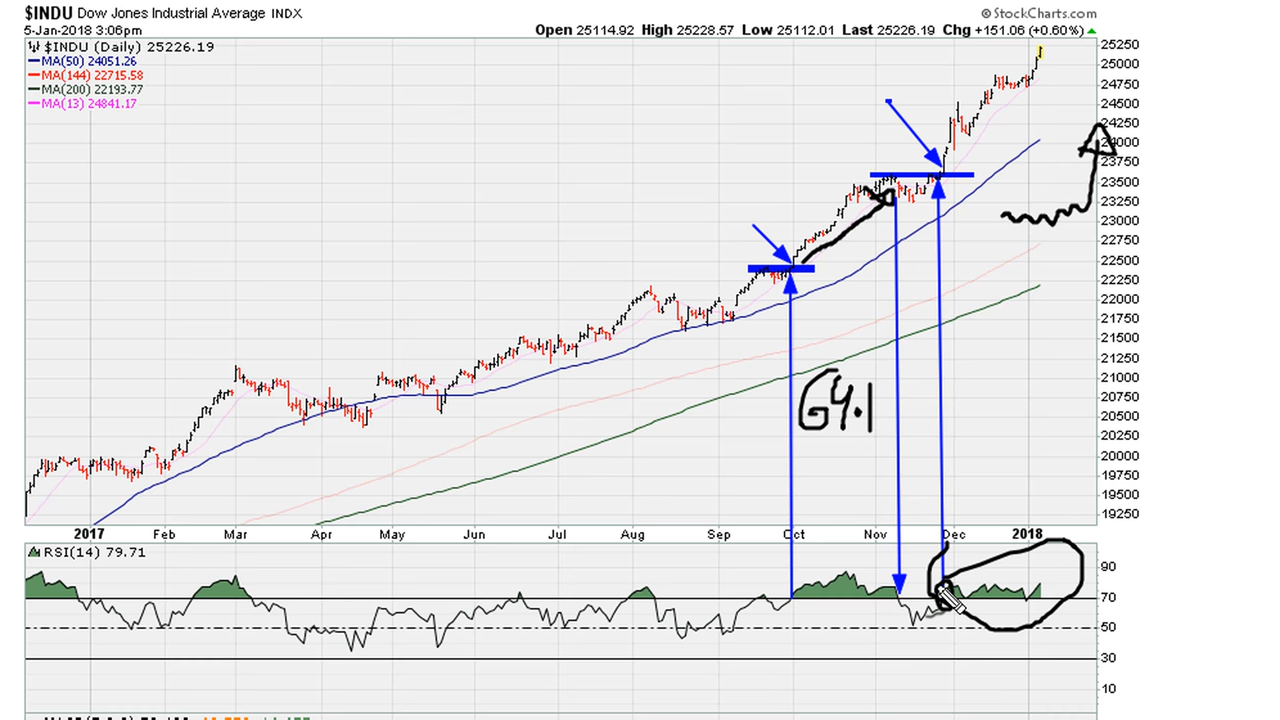 $INDU Dow Jones Industrial Average INDX
© StockCharts.com
5-Jan-2018 3:06pm
Open 25114.92 High 25228.57 Low 25112.01 Last 25226.19 Chg +151.06 (+0.60%)
$INDU (Daily) 25226.19
MA(50) 24051.26
MA(144) 22715.58
MA(200) 22193.77
MA(13) 24841.17
25250
25000
24750
24500
24250
24000
23750
23500
23250
23000
22750
22500
22250
22000
21750
21500
21250
21000
20750
20500
20250
20000
19750
19500
19250
2017 Feb Mar Apr May Jun Jul Aug Sep Oct Nov Dec 2018
RSI(14) 79.71
90
70
50
30
10